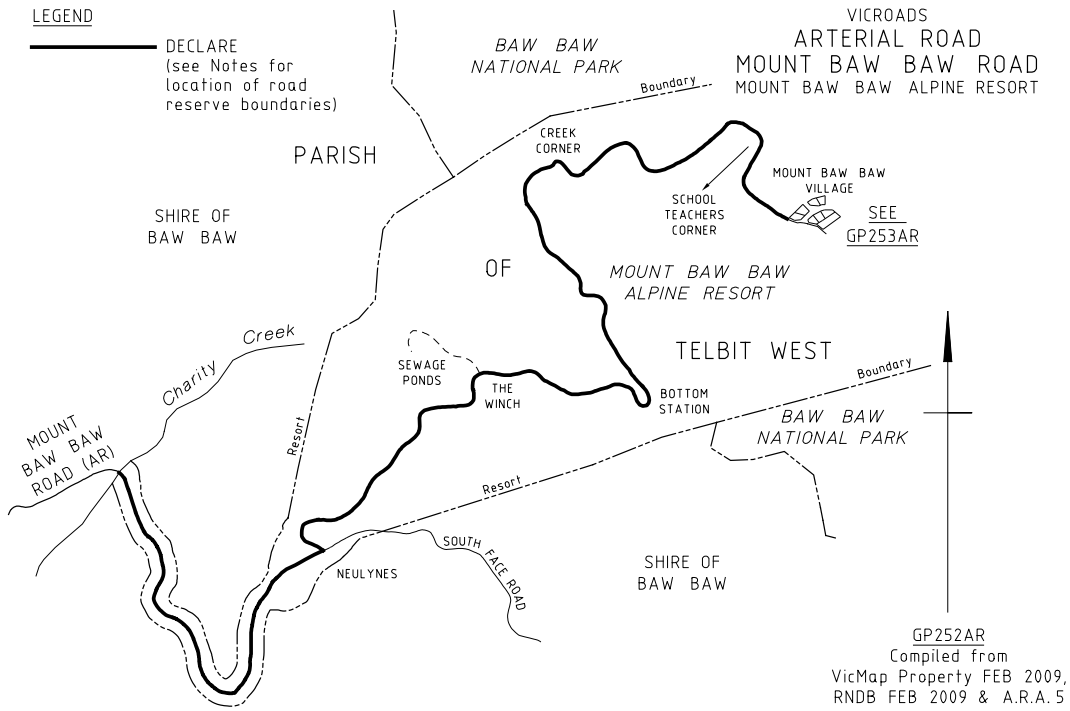 LEGEND
DECLARE
(see Notes for
location of road
reserve boundaries)
VICROADS
ARTERIAL ROAD
MOUNT BAW BAW ROAD
MOUNT BAW BAW ALPINE RESORT
BAW BAW
NATIONAL PARK
Boundary
CREEK
CORNER
PARISH
MOUNT BAW BAW
VILLAGE
SCHOOL
TEACHERS
CORNER
SEE
GP253AR
SHIRE OF
BAW BAW
OF
MOUNT BAW BAW
ALPINE RESORT
Charity Creek
SEWAGE
PONDS
THE
WINCH
TELBIT WEST
Boundary
BOTTOM
STATION
BAW BAW
NATIONAL PARK
MOUNT
BAW BAW
ROAD (AR)
Resort
Resort
SOUTH FACE ROAD
NEULYNES
SHIRE OF
BAW BAW
GP252AR
Compiled from
VicMap Property FEB 2009,
RNDB FEB 2009 & A.R.A.5